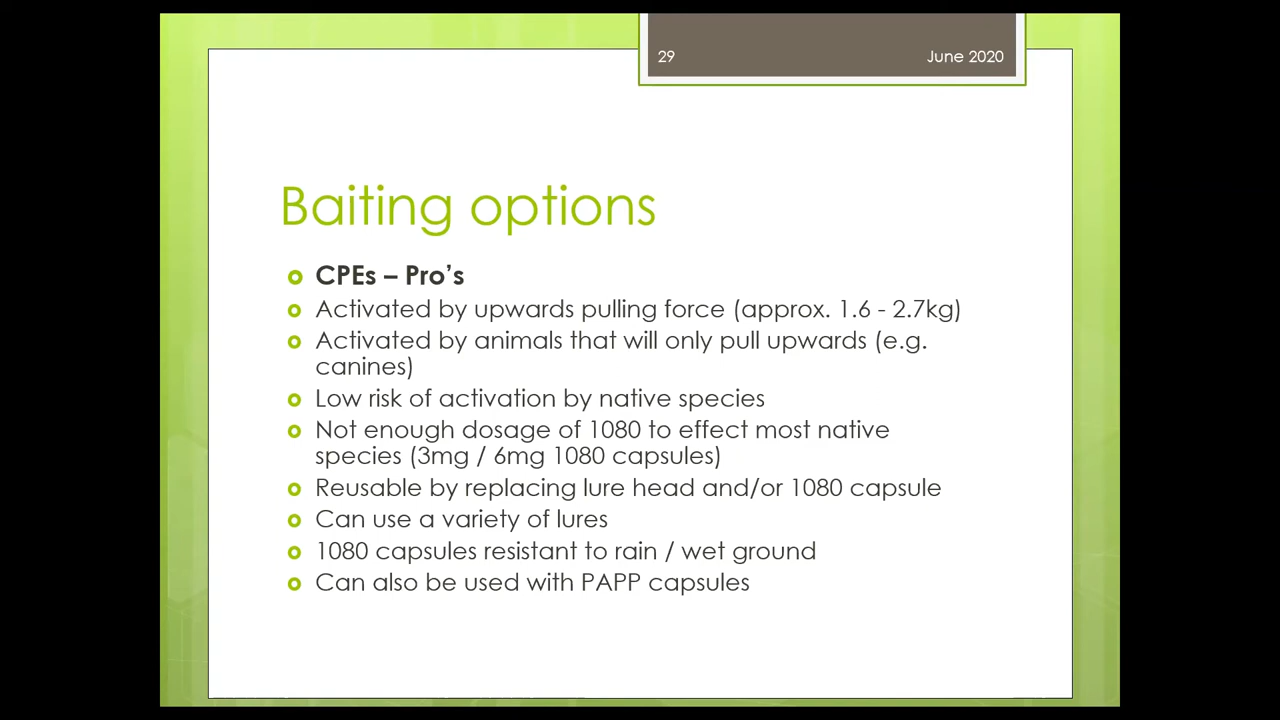 29 June 2020
Baiting options
CPEs – Pro's
Activated by upwards pulling force (approx. 1.6 - 2.7kg)
Activated by animals that will only pull upwards (e.g.
canines)
Low risk of activation by native species
Not enough dosage of 1080 to effect most native
species (3mg / 6mg 1080 capsules)
Reusable by replacing lure head and/or 1080 capsule
Can use a variety of lures
1080 capsules resistant to rain / wet ground
Can also be used with PAPP capsules